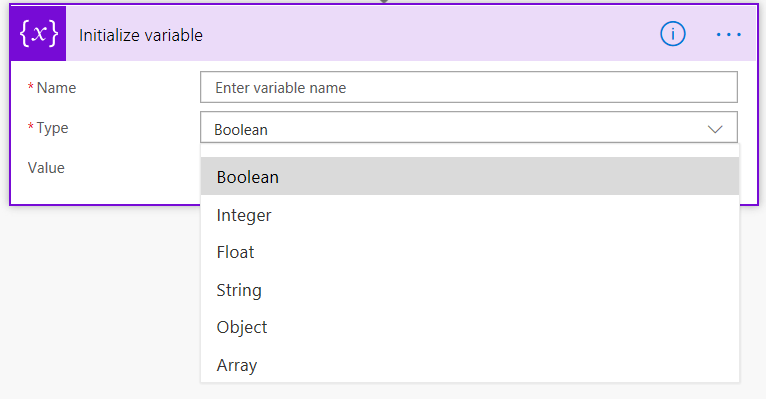 {x} Initialize variable
* Name Enter variable name
* Type Boolean
Value
Boolean
Integer
Float
String
Object
Array